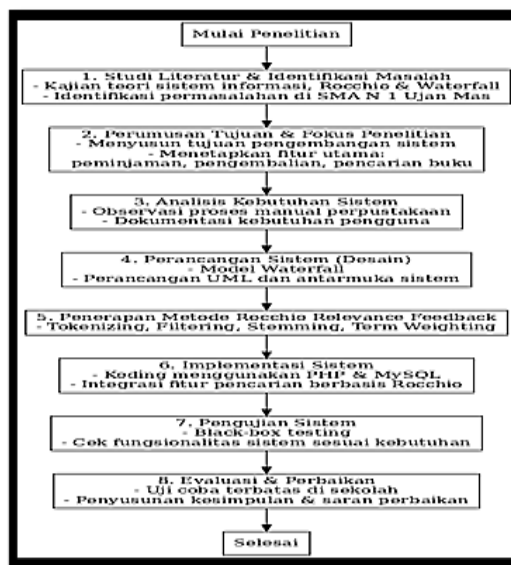 Mulai Penelitian
1. Studi Literatur & Identifikasi Masalah
- Kajian teori sistem informasi, Rocchio & Waterfall
- Identifikasi permasalahan di SMA N 1 Ujan Mas
2. Perumusan Tujuan & Fokus Penelitian
- Menyusun tujuan pengembangan sistem
- Menetapkan fitur utama:
peminjaman, pengembalian, pencarian buku
3. Analisis Kebutuhan Sistem
- Observasi proses manual perpustakaan
- Dokumentasi kebutuhan pengguna
4. Perancangan Sistem (Desain)
- Model Waterfall
- Perancangan UML dan antarmuka sistem
5. Penerapan Metode Rocchio Relevance Feedback
- Tokenizing, Filtering, Stemming, Term Weighting
6. Implementasi Sistem
- Koding menggunakan PHP & MySQL
- Integrasi fitur pencarian berbasis Rocchio
7. Pengujian Sistem
- Black-box testing
- Cek fungsionalitas sistem sesuai kebutuhan
8. Evaluasi & Perbaikan
- Uji coba terbatas di sekolah
- Penyusunan kesimpulan & saran perbaikan
Selesai